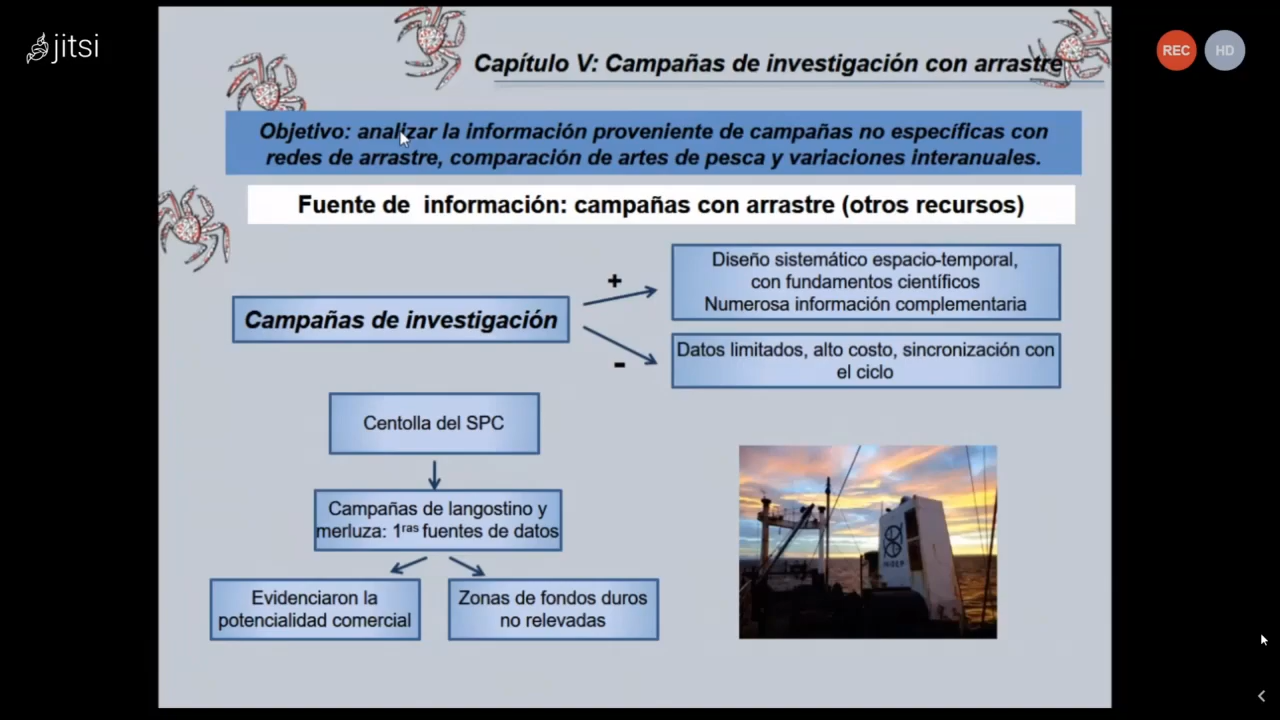 jitsi
REC
HD
Capítulo V: Campañas de investigación con arrastre
Objetivo: analizar la información proveniente de campañas no específicas con
redes de arrastre, comparación de artes de pesca y variaciones interanuales.
Fuente de información: campañas con arrastre (otros recursos)
+
Diseño sistemático espacio-temporal,
con fundamentos científicos
Numerosa información complementaria
Campañas de investigación
-
Datos limitados, alto costo, sincronización con
el ciclo
Centolla del SPC
Campañas de langostino y
merluza: 1ras fuentes de datos
Evidenciaron la
potencialidad comercial
Zonas de fondos duros
no relevadas
INIDEP